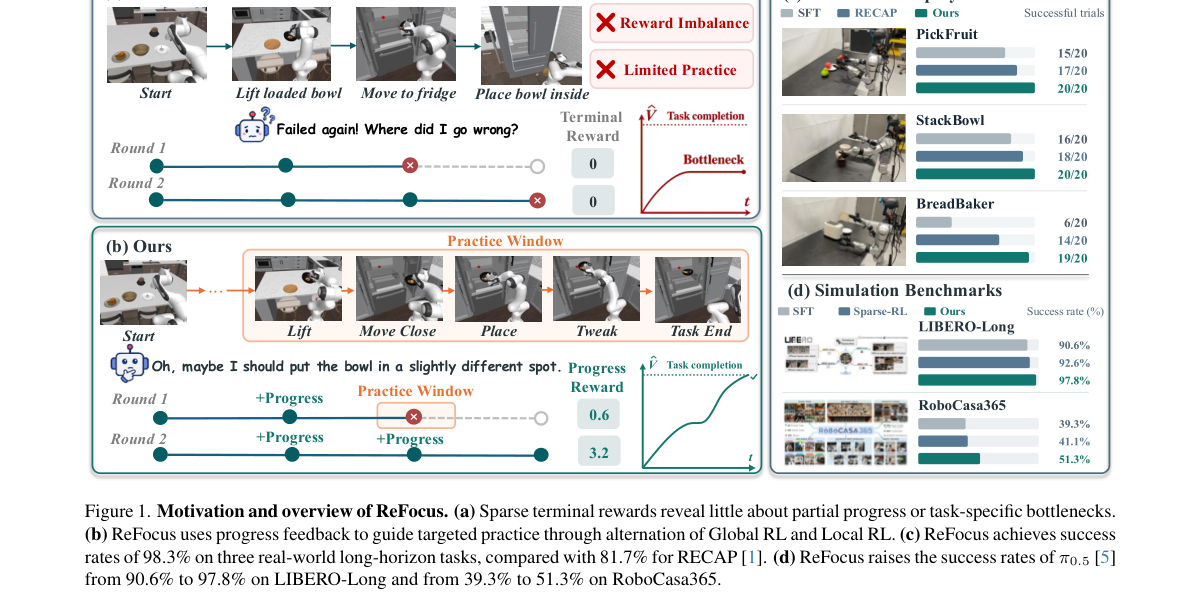 Reward Imbalance
Limited Practice
Start
Lift loaded bowl
Move to fridge
Place bowl inside
Failed again! Where did I go wrong?
Terminal
Reward
Round 1
0
Round 2
0
V̂ Task completion
Bottleneck
t
(b) Ours
Practice Window
Start
Lift
Move Close
Place
Tweak
Task End
Oh, maybe I should put the bowl in a slightly different spot.
Progress
Reward
Practice Window
Round 1
+Progress
0.6
Round 2
+Progress
+Progress
3.2
V̂ Task completion
t
SFT RECAP Ours Successful trials
PickFruit
15/20
17/20
20/20
StackBowl
16/20
18/20
20/20
BreadBaker
6/20
14/20
19/20
(d) Simulation Benchmarks
SFT Sparse-RL Ours Success rate (%)
LIBERO-Long
90.6%
92.6%
97.8%
RoboCasa365
39.3%
41.1%
51.3%
ROBOCASA365
Figure 1. Motivation and overview of ReFocus. (a) Sparse terminal rewards reveal little about partial progress or task-specific bottlenecks.
(b) ReFocus uses progress feedback to guide targeted practice through alternation of Global RL and Local RL. (c) ReFocus achieves success
rates of 98.3% on three real-world long-horizon tasks, compared with 81.7% for RECAP [1]. (d) ReFocus raises the success rates of π0.5 [5]
from 90.6% to 97.8% on LIBERO-Long and from 39.3% to 51.3% on RoboCasa365.